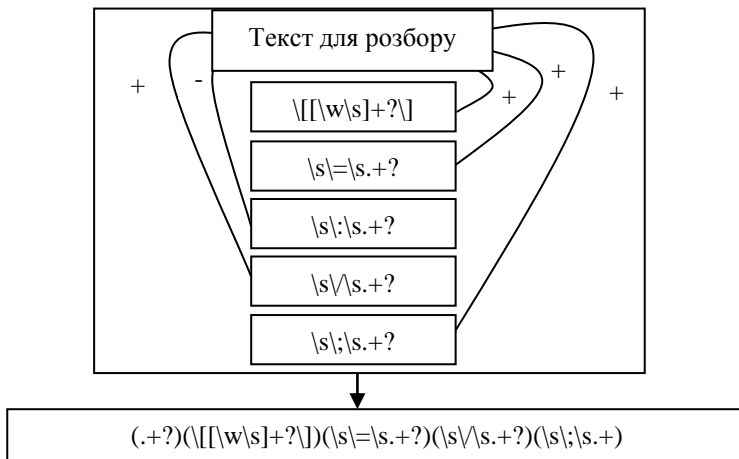 Текст для розбору
+
-
+
+
+
\[[\w\s]+?\]
\s\=\s.+?
\s\:\s.+?
\s\/\s.+?
\s\;\s.+?
(.+?)(\[[\w\s]+?\])(\s\=\s.+?)(\s\/\s.+?)(\s\;\s.+)